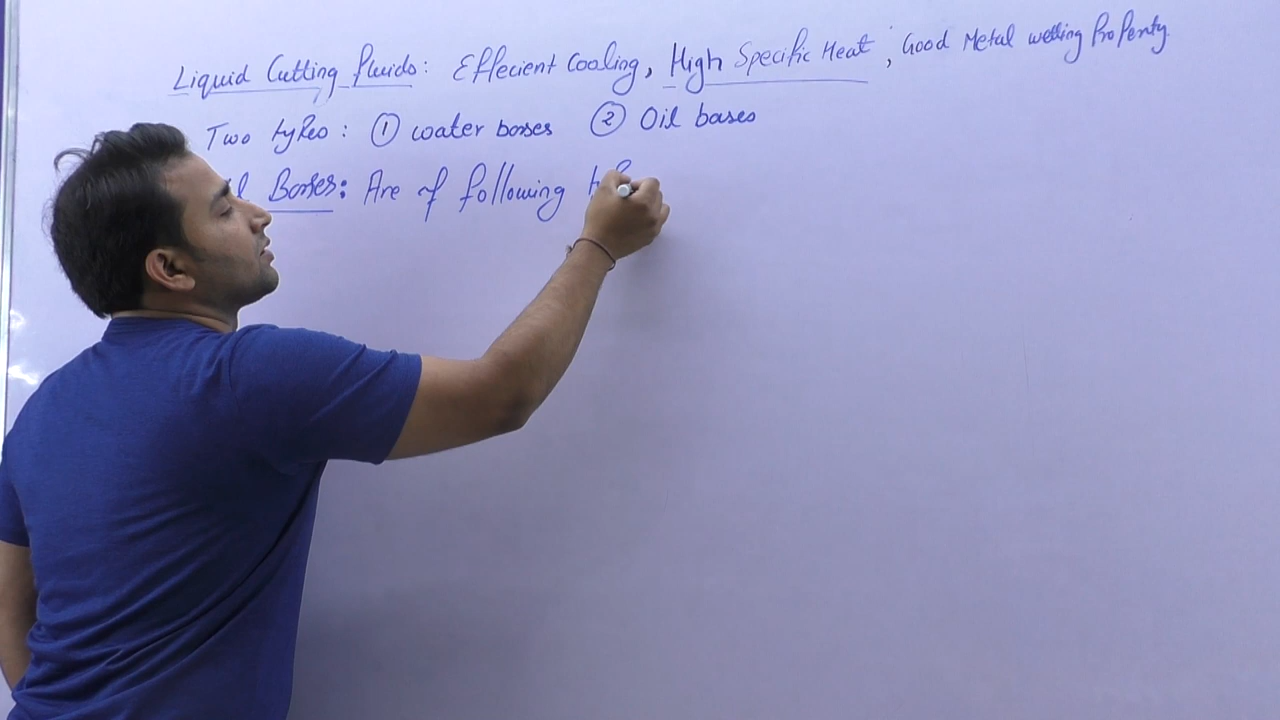 Liquid Cutting fluids: Effecient Cooling, High Specific Heat, Good Metal wetting Property.
Two types: ① water bases ② Oil bases
Bases: Are of following